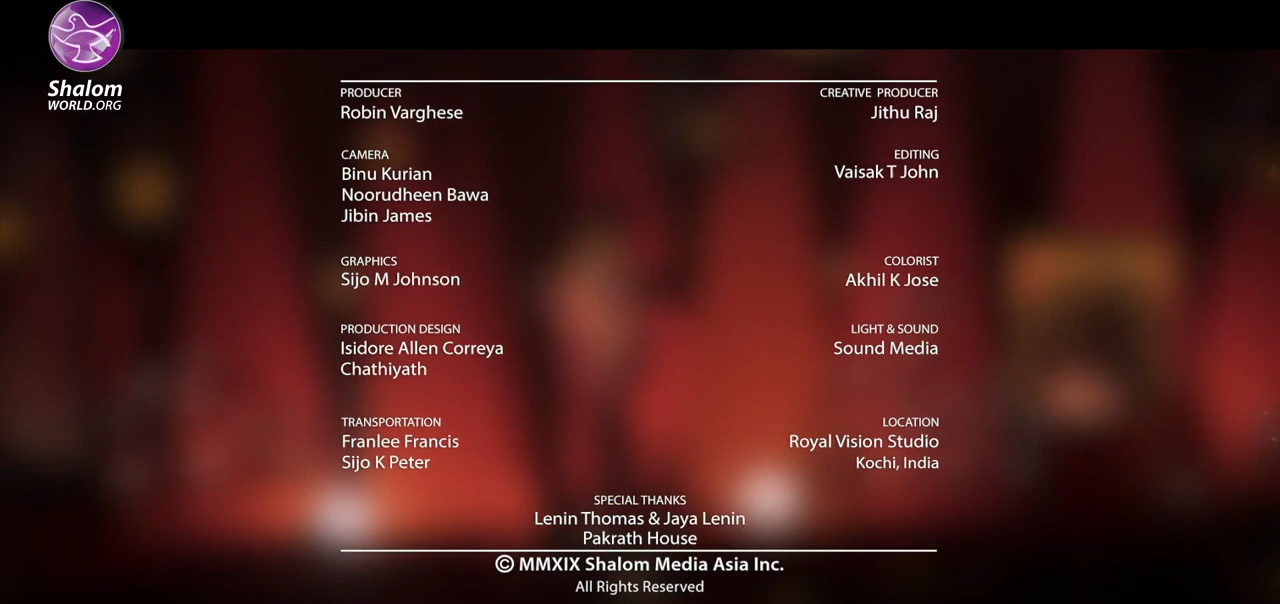 Shalom
WORLD.ORG
PRODUCER
Robin Varghese
CREATIVE PRODUCER
Jithu Raj
CAMERA
Binu Kurian
Noorudheen Bawa
Jibin James
EDITING
Vaisak T John
GRAPHICS
Sijo M Johnson
COLORIST
Akhil K Jose
PRODUCTION DESIGN
Isidore Allen Correya
Chathiyath
LIGHT & SOUND
Sound Media
TRANSPORTATION
Franlee Francis
Sijo K Peter
LOCATION
Royal Vision Studio
Kochi, India
SPECIAL THANKS
Lenin Thomas & Jaya Lenin
Pakrath House
© MMXIX Shalom Media Asia Inc.
All Rights Reserved